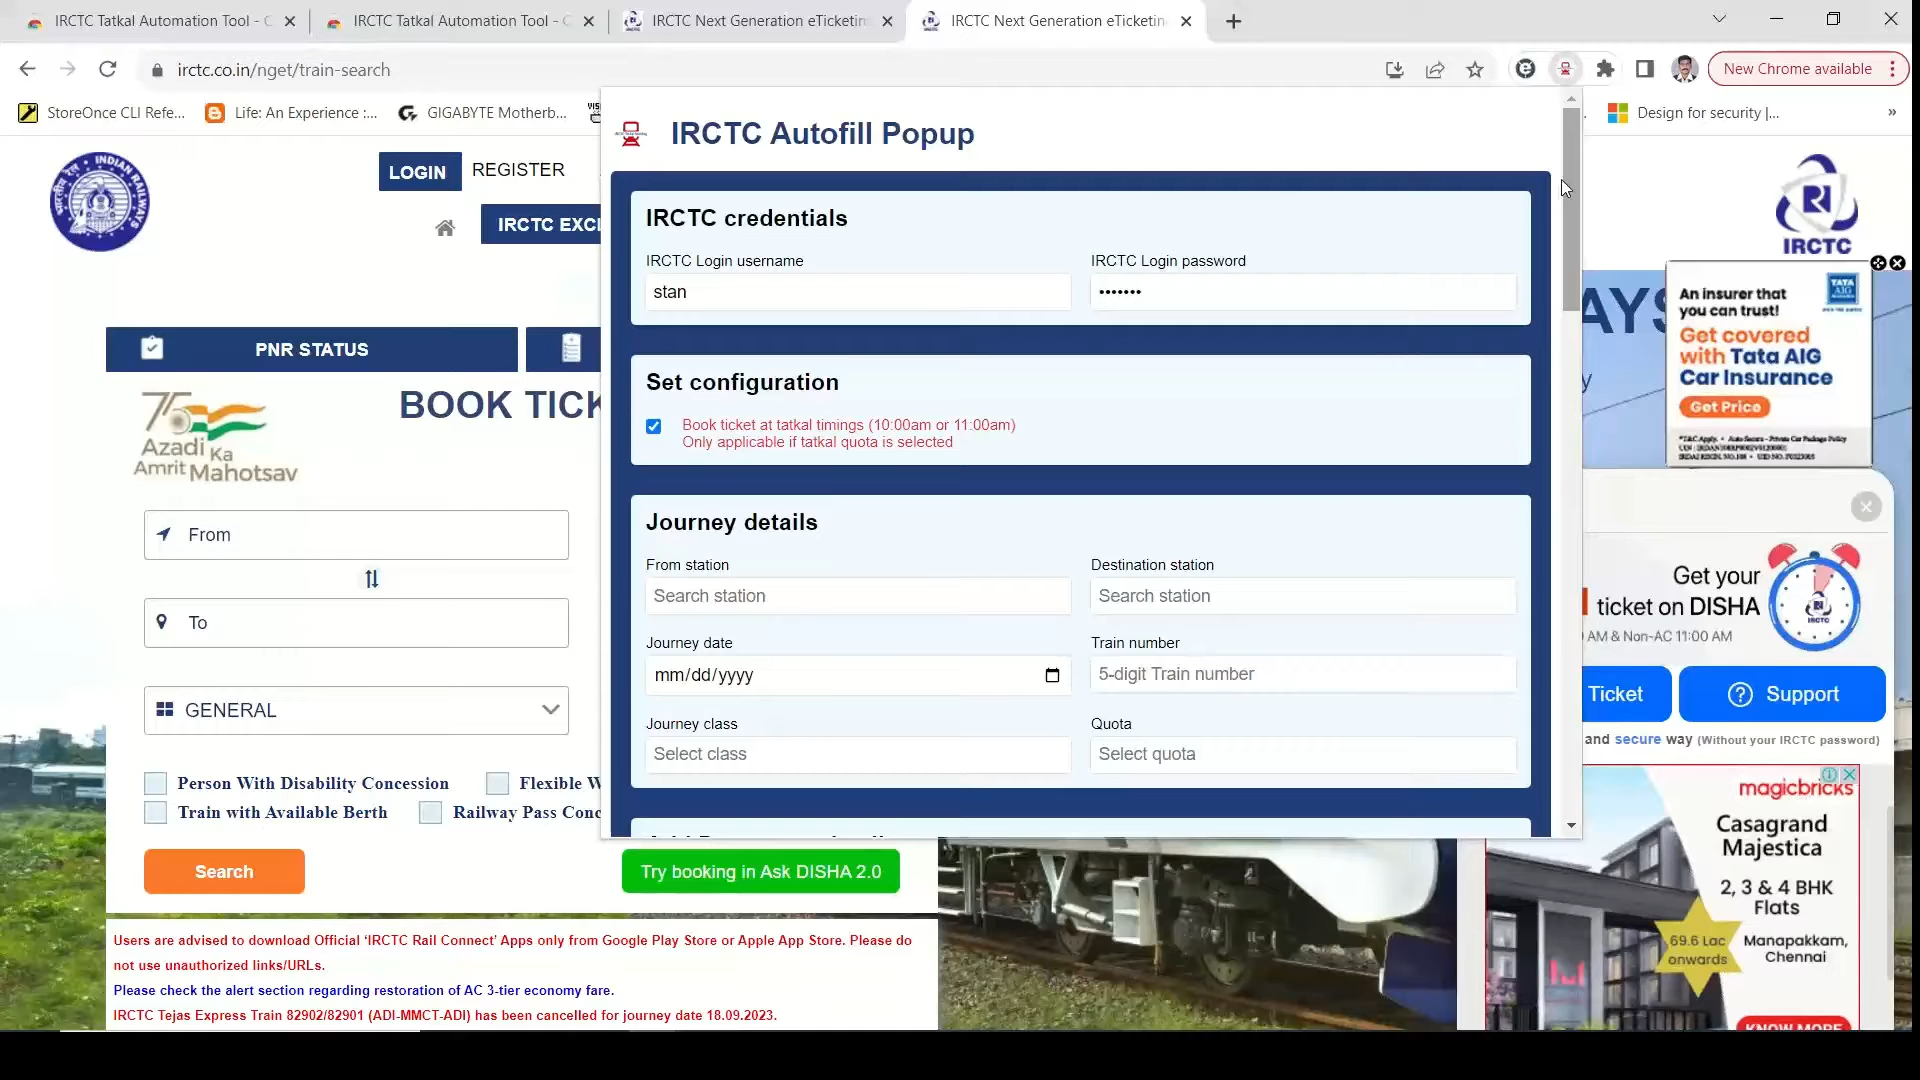 IRCTC Tatkal Automation Tool - C
IRCTC Tatkal Automation Tool - C
IRCTC Next Generation eTicketing
IRCTC Next Generation eTicketin
irctc.co.in/nget/train-search
New Chrome available
StoreOnce CLI Refe...
Life: An Experience :...
GIGABYTE Motherb...
Design for security |...
»
IRCTC Autofill Popup
LOGIN
REGISTER
IRCTC EXC
IRCTC credentials
IRCTC Login username
IRCTC Login password
stan
•••••••
Set configuration
Book ticket at tatkal timings (10:00am or 11:00am)
Only applicable if tatkal quota is selected
Journey details
From station
Destination station
Search station
Search station
Journey date
Train number
mm/dd/yyyy
5-digit Train number
Journey class
Quota
Select class
Select quota
INDIAN
RAILWAYS
PNR STATUS
BOOK TICK
75
Azadi Ka
Amrit Mahotsav
From
To
GENERAL
Person With Disability Concession
Flexible W
Train with Available Berth
Railway Pass Conc
Search
Try booking in Ask DISHA 2.0
Users are advised to download Official ‘IRCTC Rail Connect’ Apps only from Google Play Store or Apple App Store. Please do
not use unauthorized links/URLs.
Please check the alert section regarding restoration of AC 3-tier economy fare.
IRCTC Tejas Express Train 82902/82901 (ADI-MMCT-ADI) has been cancelled for journey date 18.09.2023.
IRCTC
AYS
An insurer that
you can trust!
TATA
AIG
Get covered
with Tata AIG
Car Insurance
Get Price
Get your
ticket on DISHA
AM & Non-AC 11:00 AM
IRCTC
Ticket
Support
and secure way (Without your IRCTC password)
magicbricks
Casagrand
Majestica
2, 3 & 4 BHK
Flats
69.6 Lac
onwards
Manapakkam,
Chennai
KNOW MORE